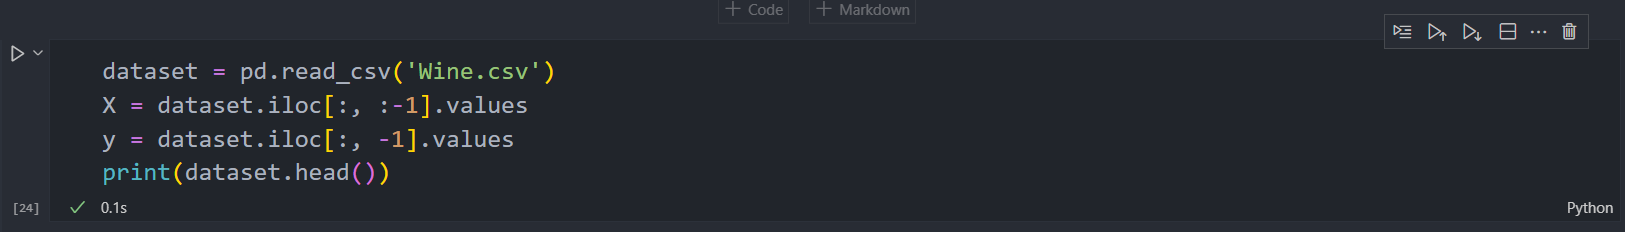 + Code + Markdown
dataset = pd.read_csv('Wine.csv')
X = dataset.iloc[:, :-1].values
y = dataset.iloc[:, -1].values
print(dataset.head())
[24] ✓ 0.1s Python